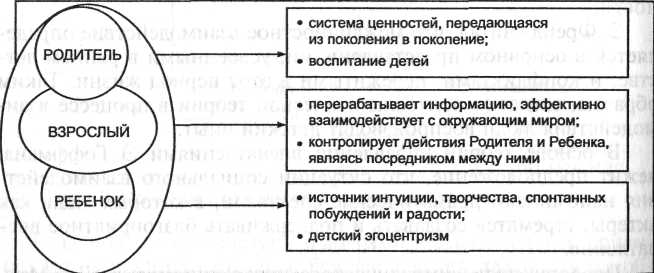 РОДИТЕЛЬ
• система ценностей, передающаяся
из поколения в поколение;
• воспитание детей
ВЗРОСЛЫЙ
• перерабатывает информацию, эффективно
взаимодействует с окружающим миром;
• контролирует действия Родителя и Ребенка,
являясь посредником между ними
РЕБЕНОК
• источник интуиции, творчества, спонтанных
побуждений и радости;
• детский эгоцентризм